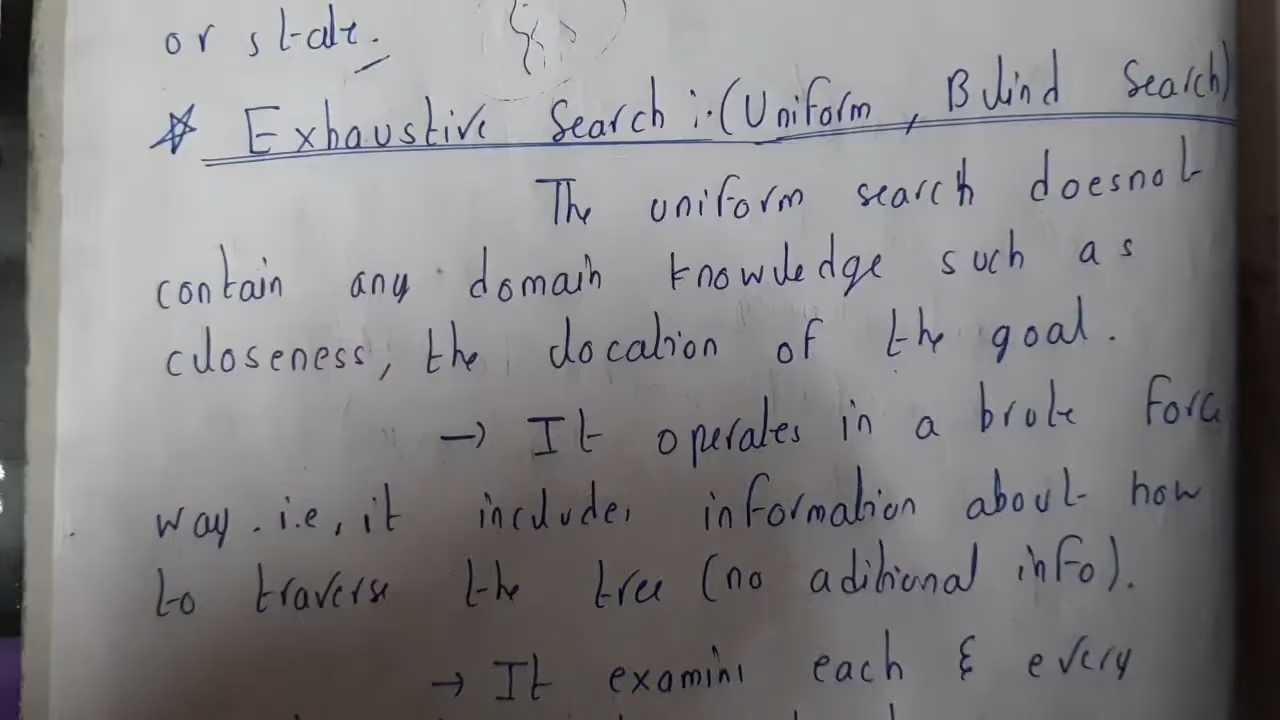 or state.
☆ Exhaustive Search :- (Uniform, Blind Search)
The uniform search doesnot
contain any domain knowledge such as
closeness, the location of the goal.
→ It operates in a brute Force
way. i.e, it includes information about how
to traverse the tree (no aditional info).
→ It examins each & every